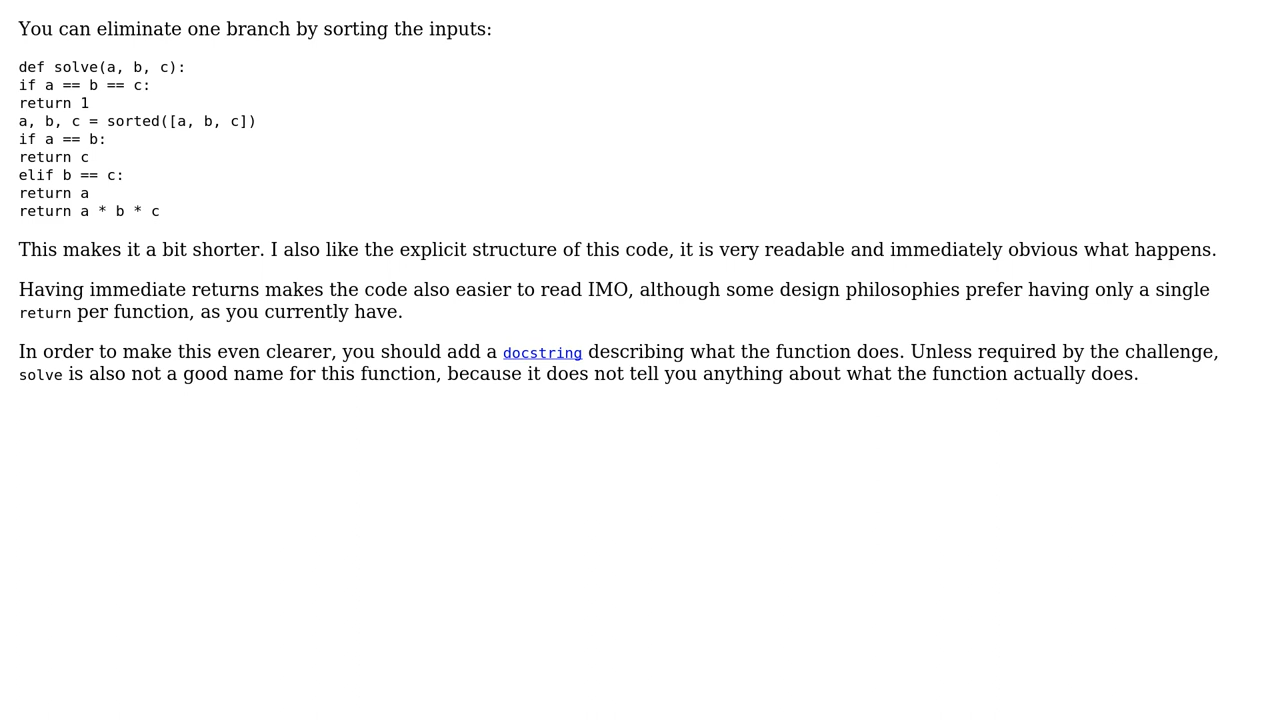 You can eliminate one branch by sorting the inputs:
def solve(a, b, c):
if a == b == c:
return 1
a, b, c = sorted([a, b, c])
if a == b:
return c
elif b == c:
return a
return a * b * c
This makes it a bit shorter. I also like the explicit structure of this code, it is very readable and immediately obvious what happens.
Having immediate returns makes the code also easier to read IMO, although some design philosophies prefer having only a single
return per function, as you currently have.
In order to make this even clearer, you should add a docstring describing what the function does. Unless required by the challenge,
solve is also not a good name for this function, because it does not tell you anything about what the function actually does.